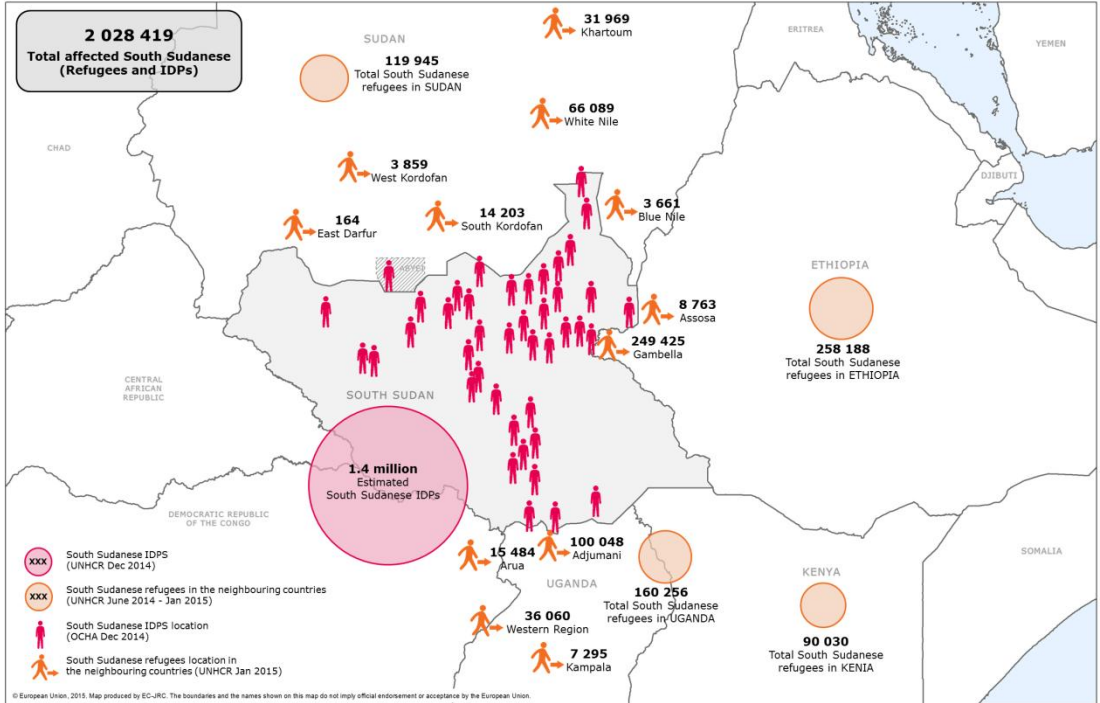 2 028 419
Total affected South Sudanese
(Refugees and IDPs)
SUDAN
119 945
Total South Sudanese
refugees in SUDAN
31 969
Khartoum
ERITREA
YEMEN
66 089
White Nile
CHAD
3 859
West Kordofan
DJIBUTI
164
East Darfur
14 203
South Kordofan
3 661
Blue Nile
ABYEI
ETHIOPIA
8 763
Assosa
249 425
Gambella
258 188
Total South Sudanese
refugees in ETHIOPIA
CENTRAL
AFRICAN
REPUBLIC
SOUTH SUDAN
1.4 million
Estimated
South Sudanese IDPs
DEMOCRATIC REPUBLIC
OF THE CONGO
15 484
Arua
100 048
Adjumani
UGANDA
160 256
Total South Sudanese
refugees in UGANDA
KENYA
90 030
Total South Sudanese
refugees in KENIA
SOMALIA
36 060
Western Region
7 295
Kampala
xxx
South Sudanese IDPS
(UNHCR Dec 2014)
xxx
South Sudanese refugees in the neighbouring countries
(UNHCR June 2014 - Jan 2015)
South Sudanese IDPS location
(OCHA Dec 2014)
South Sudanese refugees location in
the neighbouring countries (UNHCR Jan 2015)
© European Union, 2015. Map produced by EC-JRC. The boundaries and the names shown on this map do not imply official endorsement or acceptance by the European Union.